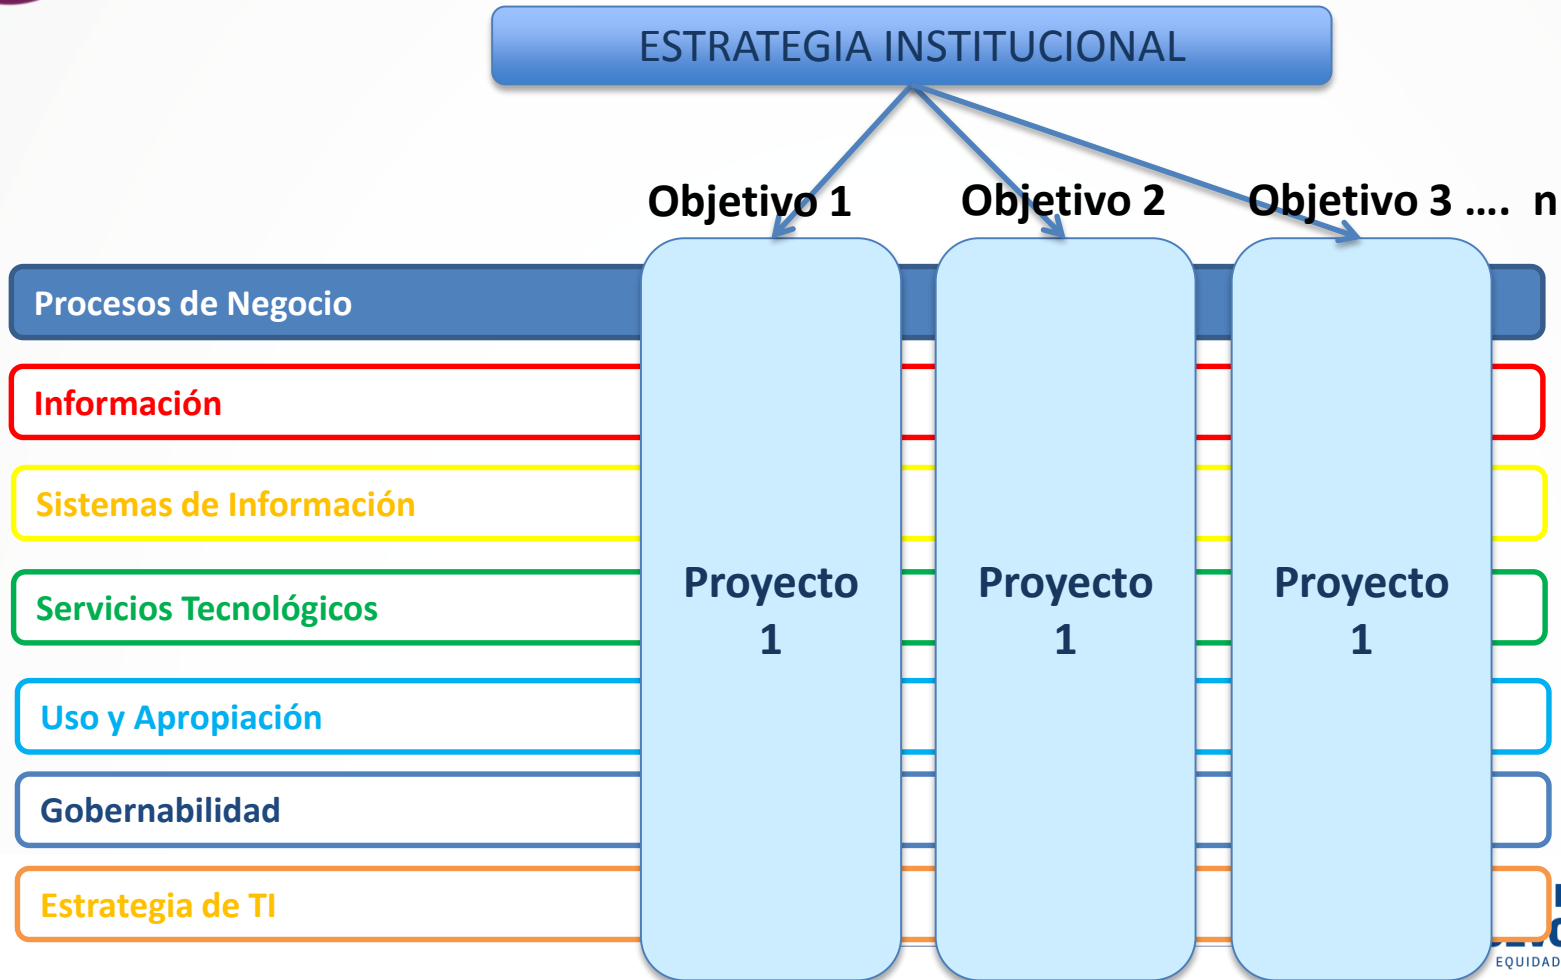 ESTRATEGIA INSTITUCIONAL
Objetivo 1
Objetivo 2
Objetivo 3 .... n
Procesos de Negocio
Información
Sistemas de Información
Servicios Tecnológicos
Uso y Apropiación
Gobernabilidad
Estrategia de TI
Proyecto
1
Proyecto
1
Proyecto
1
EQUIDAD